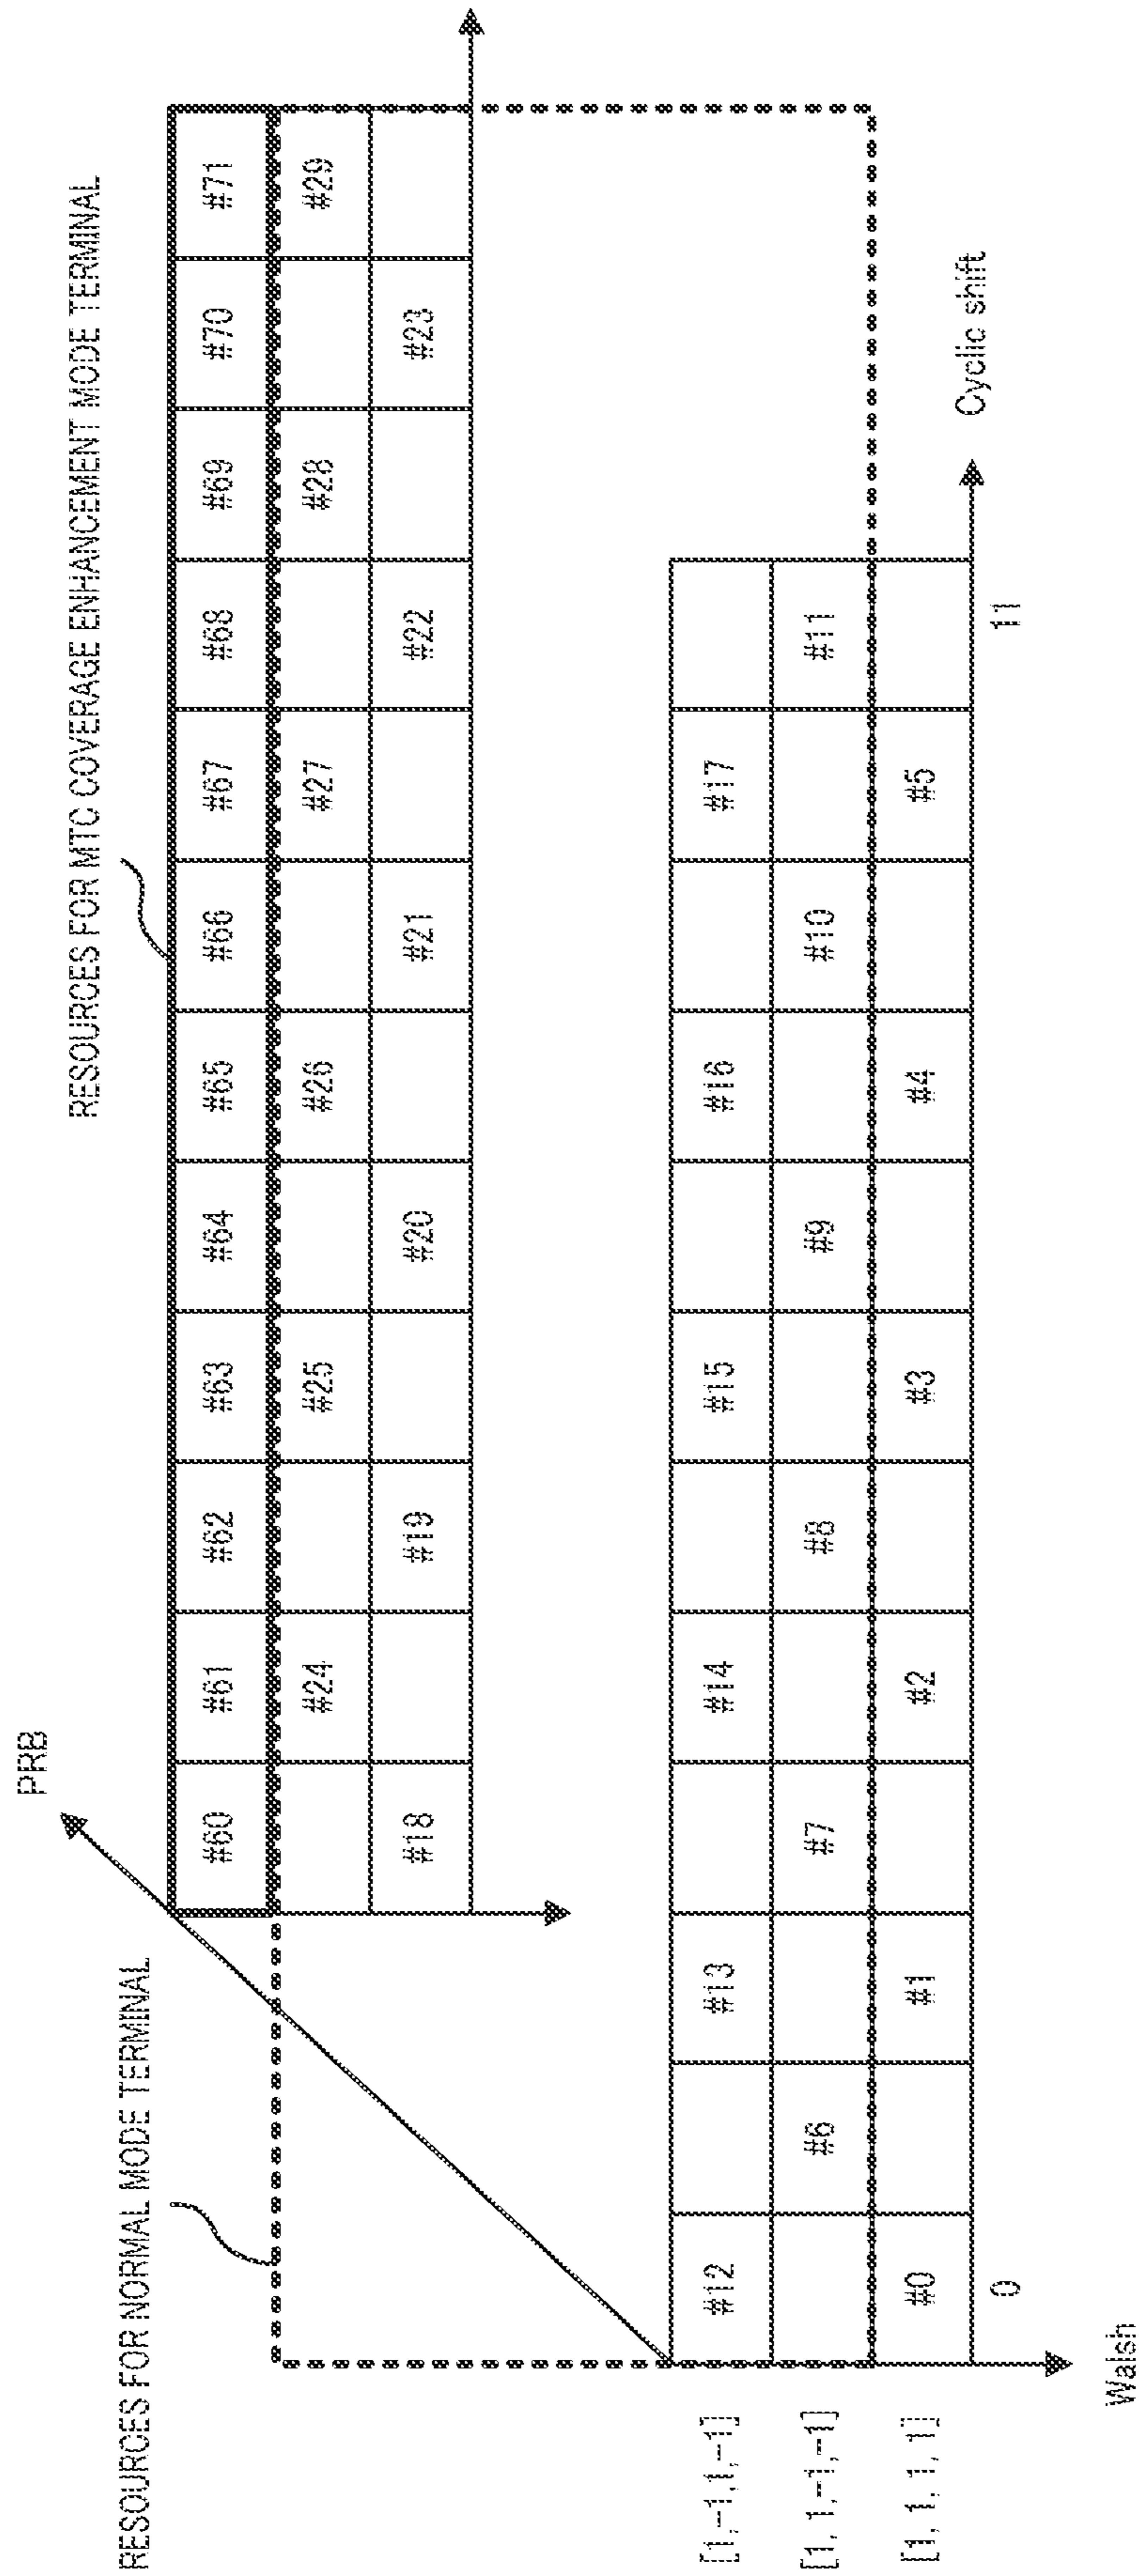 RESOURCES FOR MTC COVERAGE ENHANCEMENT MODE TERMINAL
RESOURCES FOR NORMAL MODE TERMINAL
PRB
#60 #61 #62 #63 #64 #65 #66 #67 #68 #69 #70 #71
#24 #25 #26 #27 #28 #29
#18 #19 #20 #21 #22 #23
[1,-1,1,-1] #12 #13 #14 #15 #16 #17
[1, 1,-1,-1] #6 #7 #8 #9 #10 #11
[1, 1, 1, 1] #0 #1 #2 #3 #4 #5
0 11
Cyclic shift
Walsh